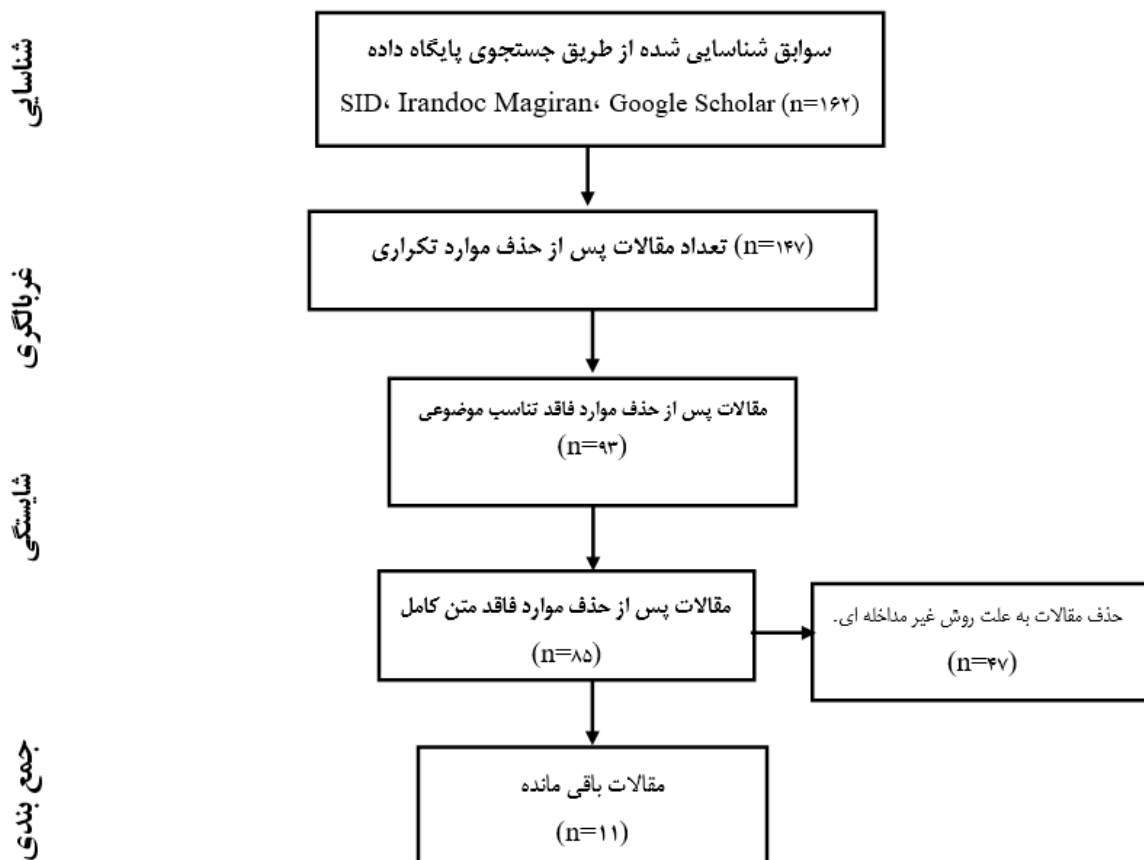 شناسایی
سوابق شناسایی شده از طریق جستجوی پایگاه داده
SID، Irandoc Magiran، Google Scholar (n=۱۶۲)
غربالگری
(n=۱۴۷) تعداد مقالات پس از حذف موارد تکراری
مقالات پس از حذف موارد فاقد تناسب موضوعی
(n=۹۳)
شایستگی
مقالات پس از حذف موارد فاقد متن کامل
(n=۸۵)
حذف مقالات به علت روش غیر مداخله ای.
(n=۴۷)
جمع بندی
مقالات باقی مانده
(n=۱۱)